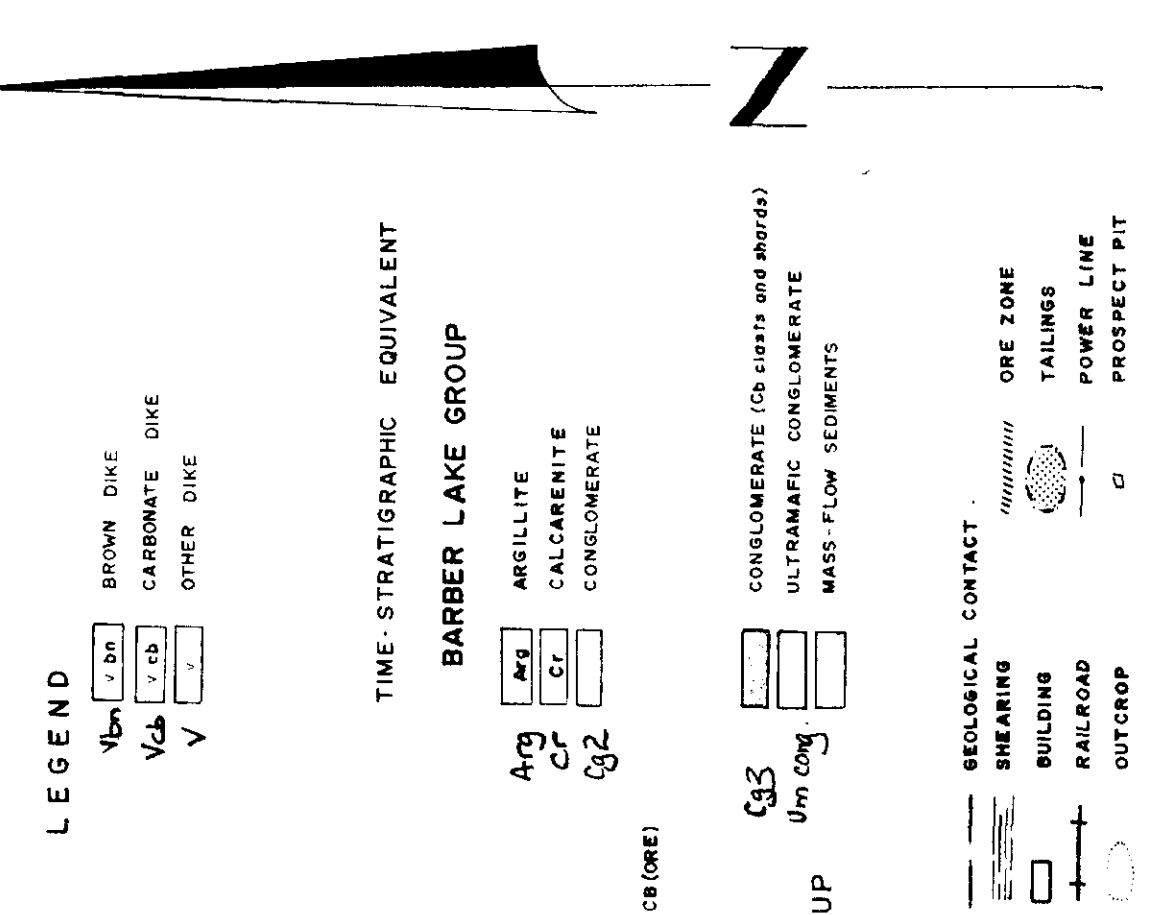 LEGEND
Vbn v bn BROWN DIKE
Vcb v cb CARBONATE DIKE
V v OTHER DIKE
TIME-STRATIGRAPHIC EQUIVALENT
BARBER LAKE GROUP
Arg Arg ARGILLITE
Cr Cr CALCARENITE
Cg2 CONGLOMERATE
CB (ORE)
Cg3 CONGLOMERATE (Cb clasts and shards)
Um cong. ULTRAMAFIC CONGLOMERATE
MASS-FLOW SEDIMENTS
UP
GEOLOGICAL CONTACT
SHEARING ORE ZONE
BUILDING TAILINGS
RAILROAD POWER LINE
OUTCROP PROSPECT PIT
N